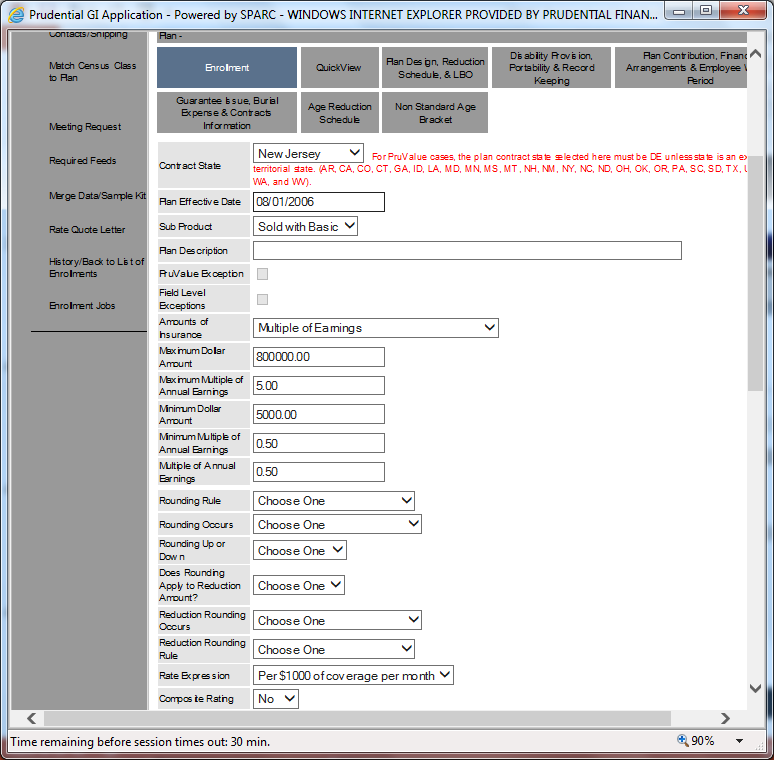 Prudential GI Application - Powered by SPARC - WINDOWS INTERNET EXPLORER PROVIDED BY PRUDENTIAL FINAN...
Contacts/Shipping
Match Census Class
to Plan
Meeting Request
Required Feeds
Merge Data/Sample Kit
Rate Quote Letter
History/Back to List of
Enrollments
Enrollment Jobs
Plan -
Enrollment
QuickView
Plan Design, Reduction
Schedule, & LBO
Disability Provision,
Portability & Record
Keeping
Plan Contribution, Financ
Arrangements & Employee W
Period
Guarantee Issue, Burial
Expense & Contracts
Information
Age Reduction
Schedule
Non Standard Age
Bracket
Contract State
New Jersey
For PruValue cases, the plan contract state selected here must be DE unless state is an ex
territorial state. (AR, CA, CO, CT, GA, ID, LA, MD, MN, MS, MT, NH, NM, NY, NC, ND, OH, OK, OR, PA, SC, SD, TX, U
WA, and WV).
Plan Effective Date 08/01/2006
Sub Product Sold with Basic
Plan Description
PruValue Exception
Field Level
Exceptions
Amounts of
Insurance
Multiple of Earnings
Maximum Dollar
Amount
800000.00
Maximum Multiple of
Annual Earnings
5.00
Minimum Dollar
Amount
5000.00
Minimum Multiple of
Annual Earnings
0.50
Multiple of Annual
Earnings
0.50
Rounding Rule Choose One
Rounding Occurs Choose One
Rounding Up or
Down
Choose One
Does Rounding
Apply to Reduction
Amount?
Choose One
Reduction Rounding
Occurs
Choose One
Reduction Rounding
Rule
Choose One
Rate Expression Per $1000 of coverage per month
Composite Rating No
Time remaining before session times out: 30 min.
90%